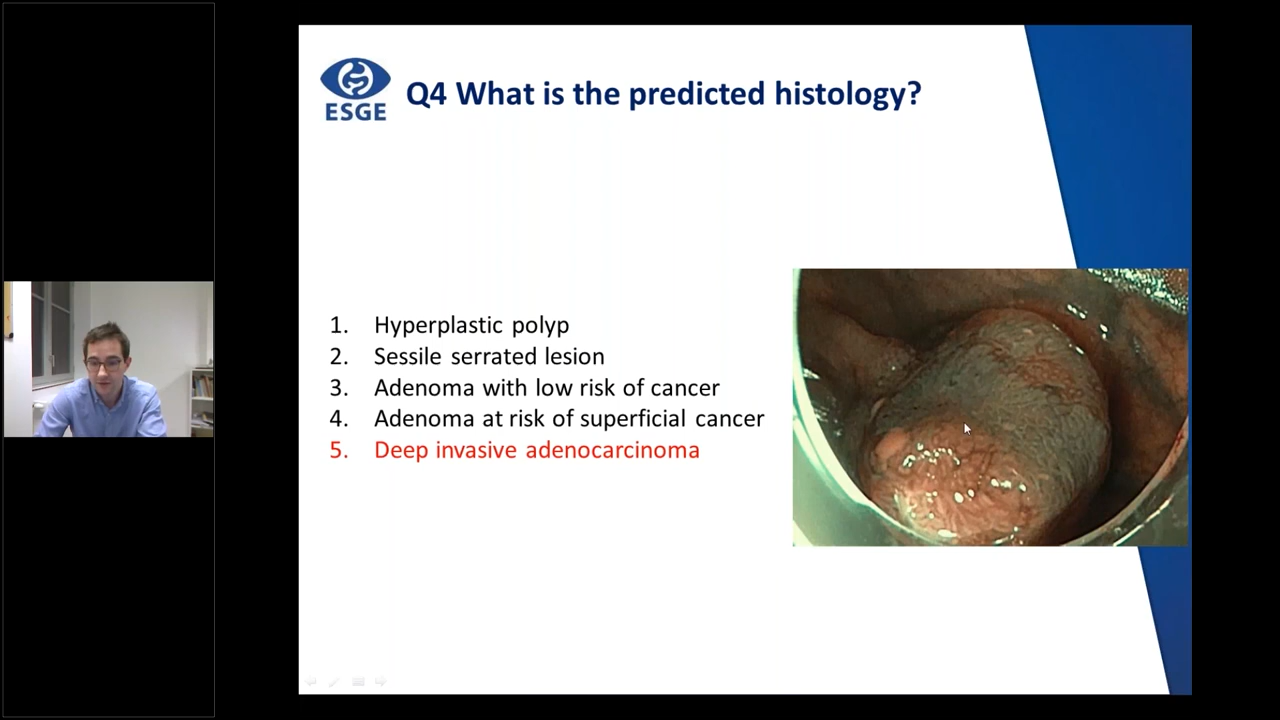 ESGE
Q4 What is the predicted histology?
1. Hyperplastic polyp
2. Sessile serrated lesion
3. Adenoma with low risk of cancer
4. Adenoma at risk of superficial cancer
5. Deep invasive adenocarcinoma